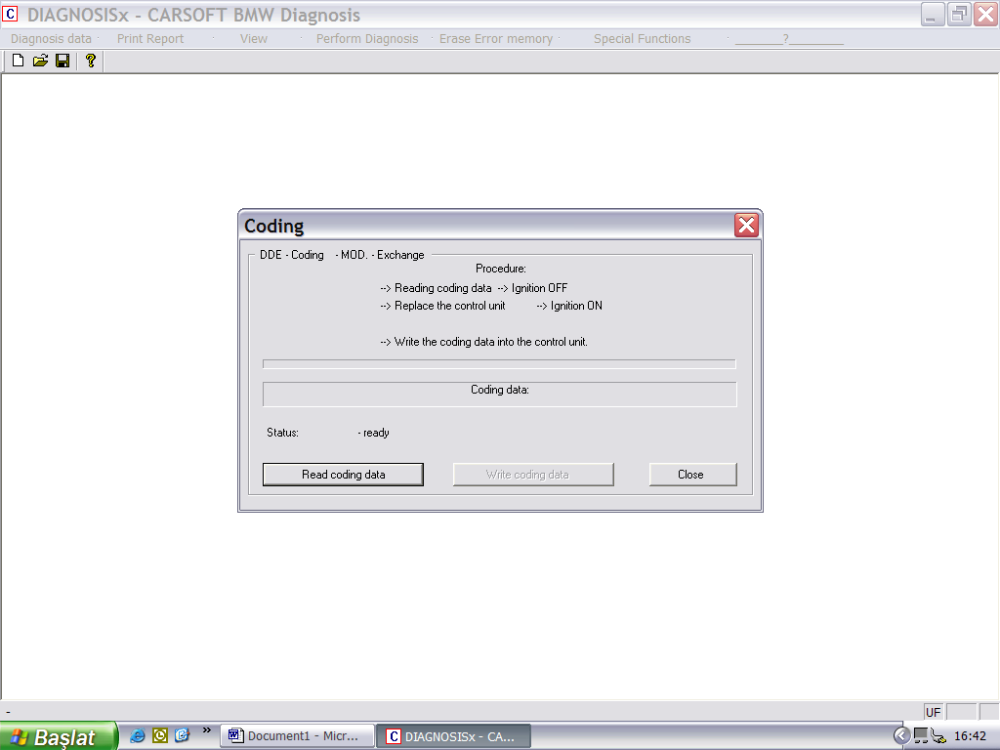 C DIAGNOSISx - CARSOFT BMW Diagnosis
Diagnosis data - Print Report - View - Perform Diagnosis - Erase Error memory - Special Functions - ______?________
?
Coding
DDE - Coding - MOD. - Exchange
Procedure:
--> Reading coding data --> Ignition OFF
--> Replace the control unit --> Ignition ON
--> Write the coding data into the control unit.
Coding data:
Status: - ready
Read coding data Write coding data Close
- UF
Başlat » W Document1 - Micr... C DIAGNOSISx - CA... 16:42